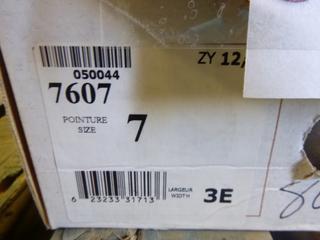 ZY 12,
050044
7607
POINTURE
SIZE
7
6 23233 31713
LARGEUR
WIDTH
3E